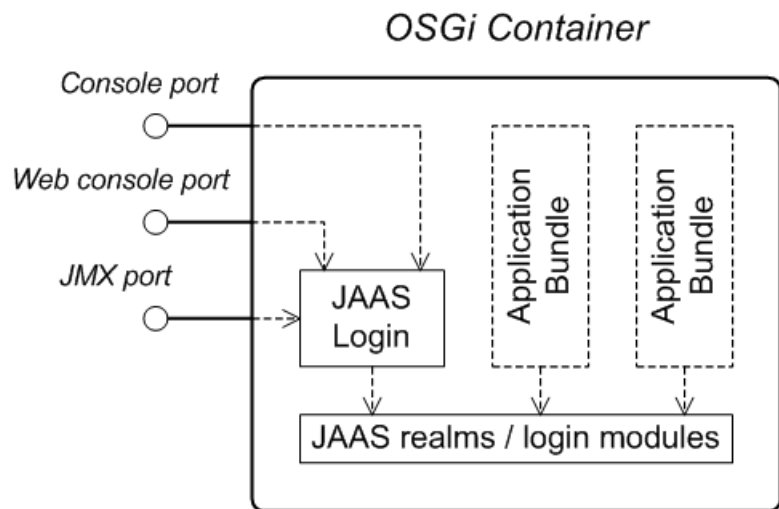 OSGi Container
Console port
Web console port
JMX port
JAAS
Login
Application
Bundle
Application
Bundle
JAAS realms / login modules